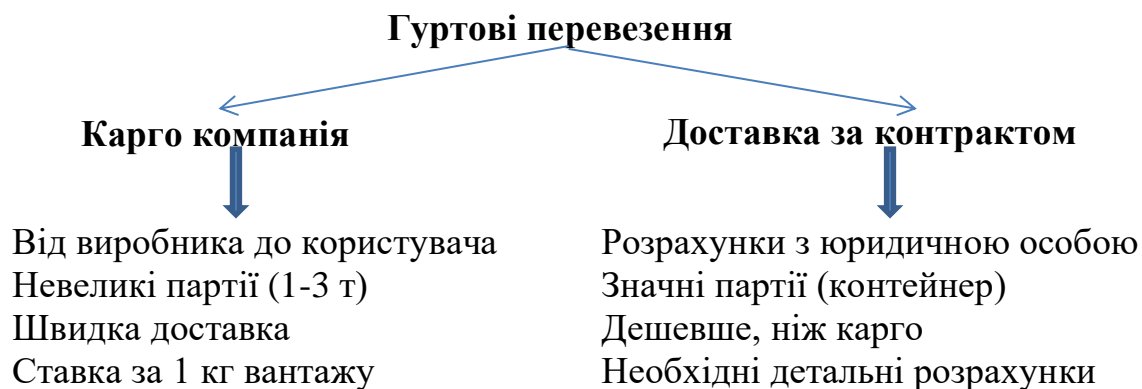 Гуртові перевезення
Карго компанія
Доставка за контрактом
Від виробника до користувача
Невеликі партії (1-3 т)
Швидка доставка
Ставка за 1 кг вантажу
Розрахунки з юридичною особою
Значні партії (контейнер)
Дешевше, ніж карго
Необхідні детальні розрахунки